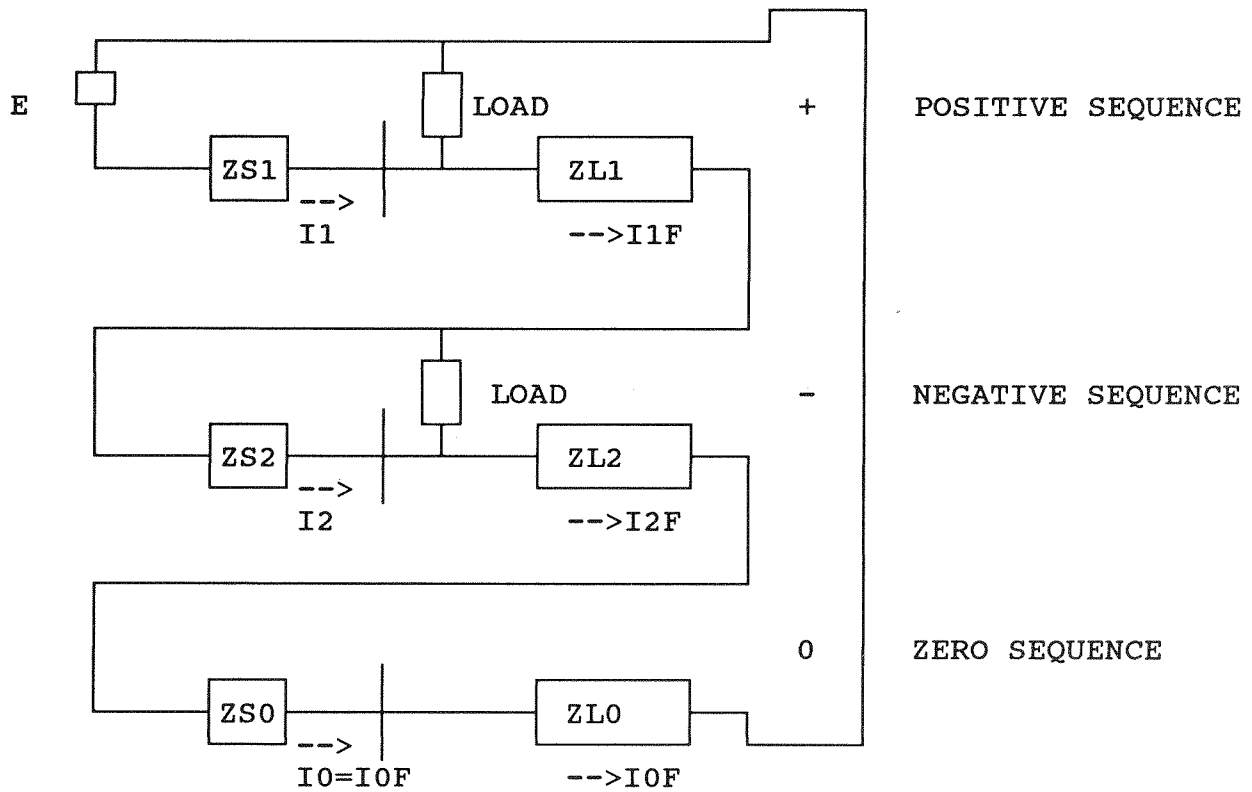 E LOAD + POSITIVE SEQUENCE
ZS1 ZL1
-->
I1 -->I1F
LOAD - NEGATIVE SEQUENCE
ZS2 ZL2
-->
I2 -->I2F
0 ZERO SEQUENCE
ZS0 ZL0
-->
I0=I0F -->I0F